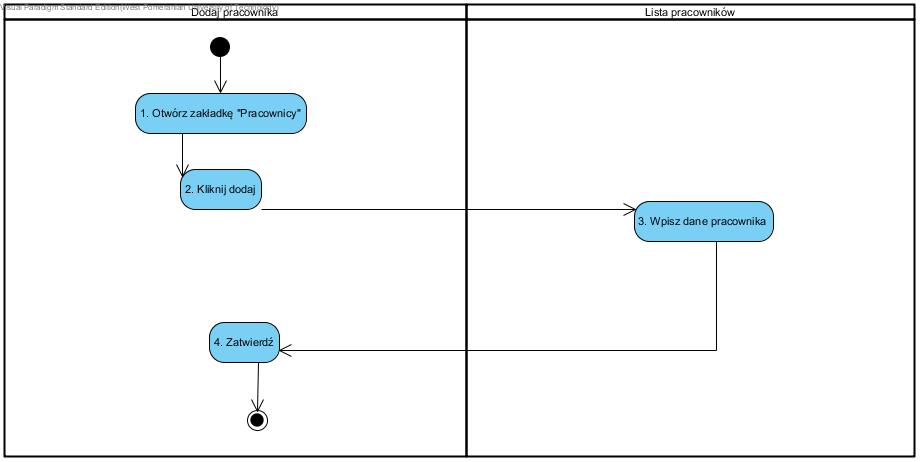 Visual Paradigm Standard Edition(West Pomeranian University of Technology)
Dodaj pracownika
Lista pracowników
1. Otwórz zakładkę "Pracownicy"
2. Kliknij dodaj
3. Wpisz dane pracownika
4. Zatwierdź